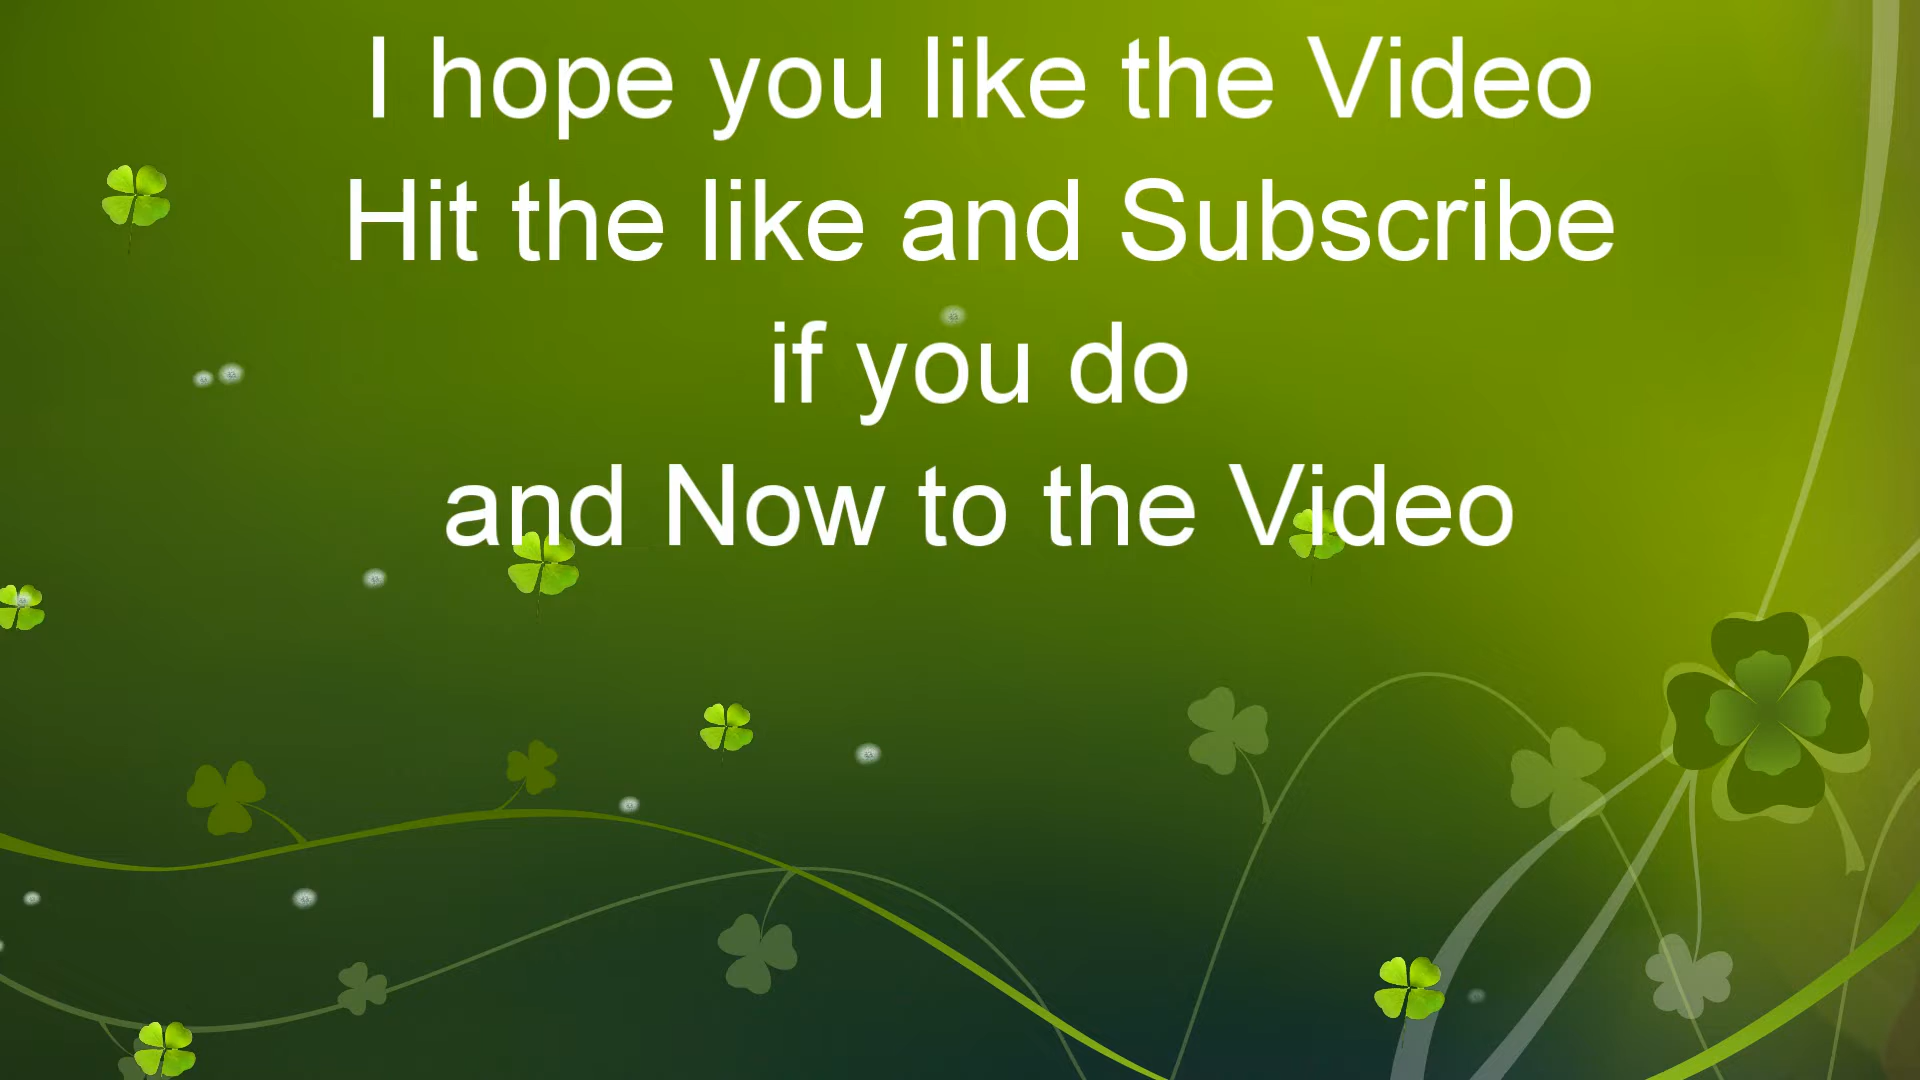 I hope you like the Video
Hit the like and Subscribe
if you do
and Now to the Video